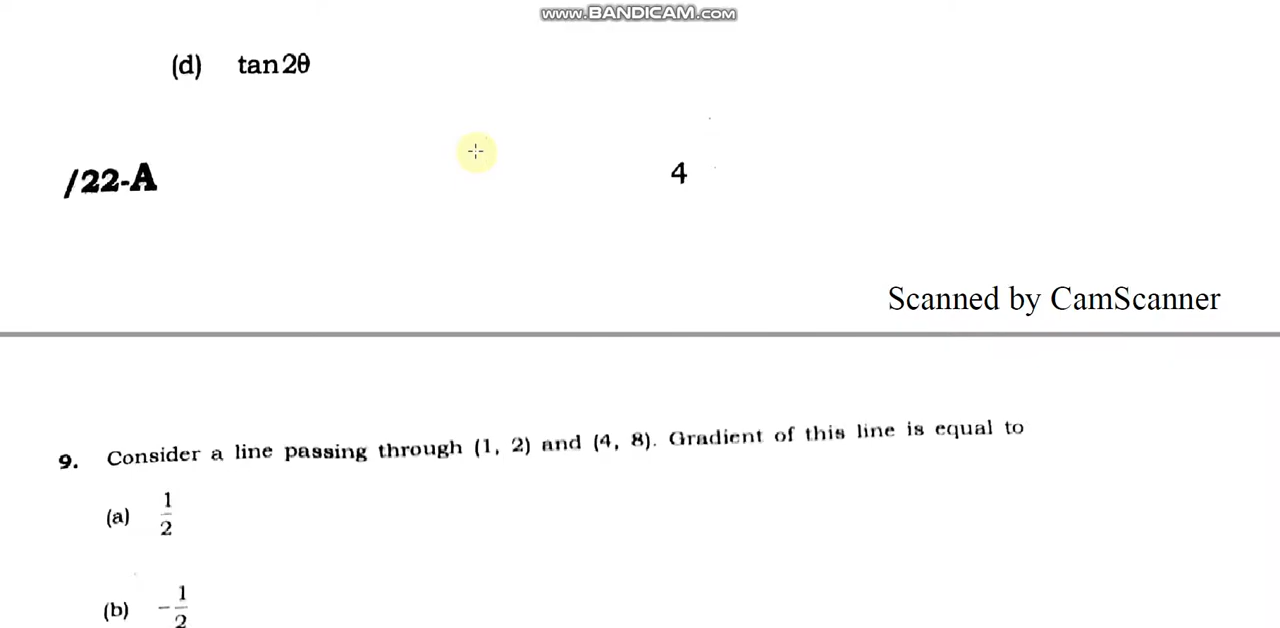 www.BANDICAM.com
(d) tan2θ
/22-A
4
Scanned by CamScanner
9. Consider a line passing through (1, 2) and (4, 8). Gradient of this line is equal to
(a) 1/2
(b) -1/2